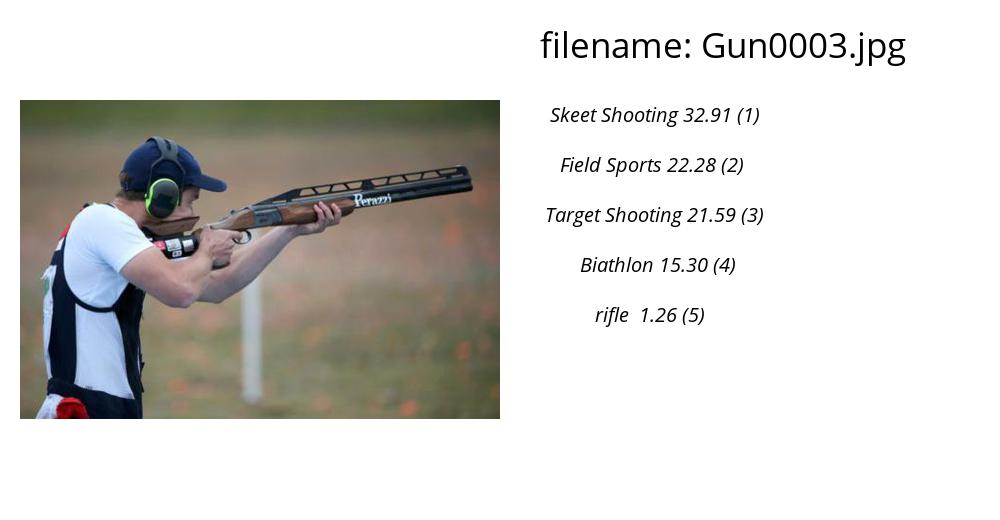 filename: Gun0003.jpg
Skeet Shooting 32.91 (1)
Field Sports 22.28 (2)
Target Shooting 21.59 (3)
Biathlon 15.30 (4)
rifle 1.26 (5)
Perazzi